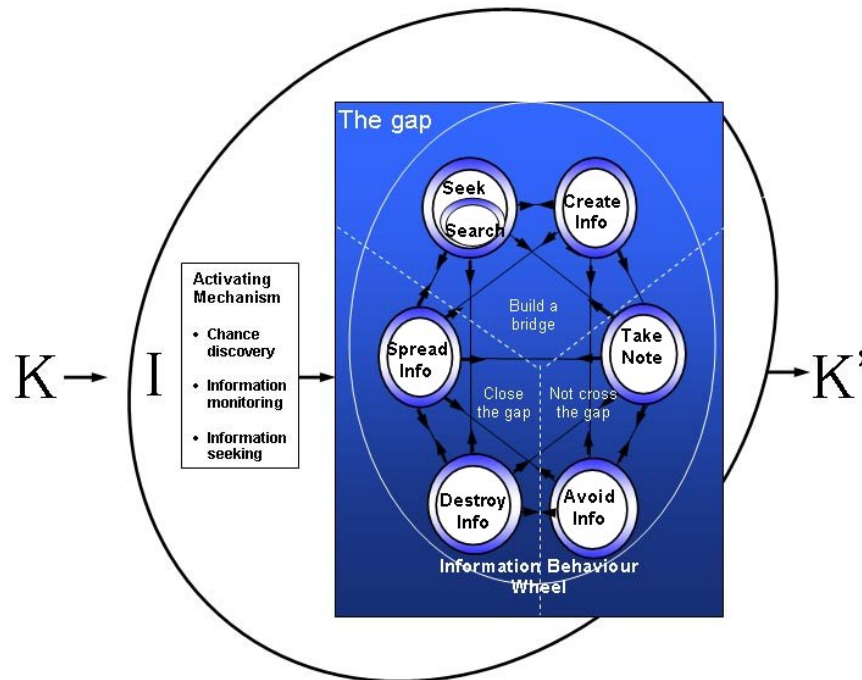 The gap
Seek
Search
Create
Info
Activating
Mechanism
• Chance
discovery
• Information
monitoring
• Information
seeking
Build a
bridge
K
I
Spread
Info
Take
Note
K’
Close
the gap
Not cross
the gap
Destroy
Info
Avoid
Info
Information Behaviour
Wheel